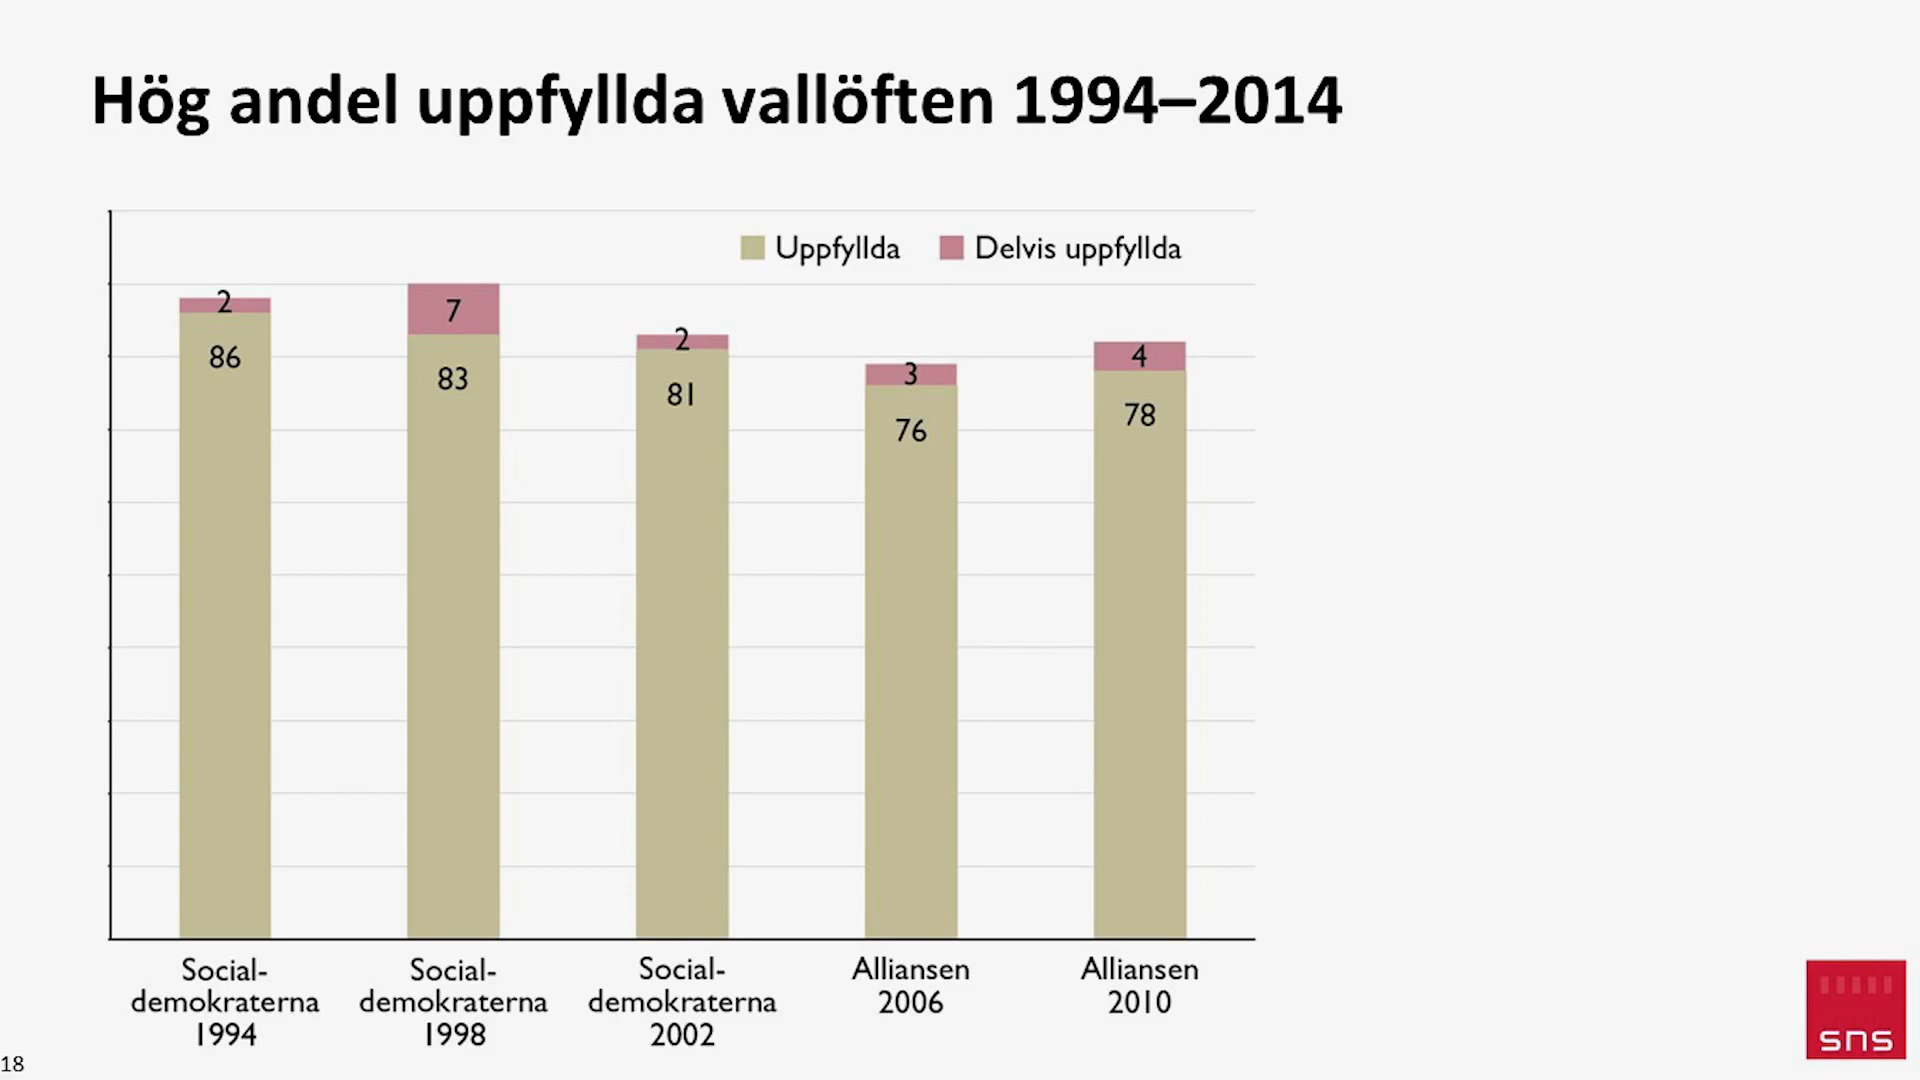 Hög andel uppfyllda vallöften 1994–2014
Uppfyllda
Delvis uppfyllda
2
7
2
3
4
86
83
81
76
78
Social-
demokraterna
1994
Social-
demokraterna
1998
Social-
demokraterna
2002
Alliansen
2006
Alliansen
2010
18
sns